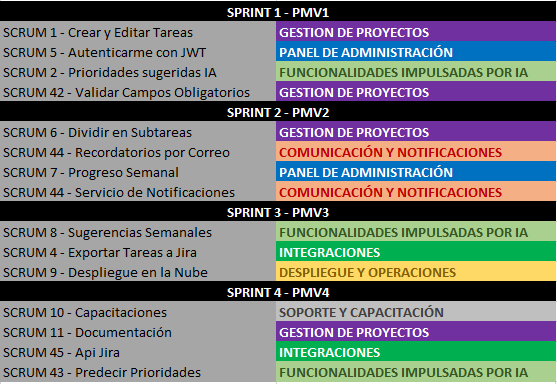 SPRINT 1 - PMV1
SCRUM 1 - Crear y Editar Tareas GESTION DE PROYECTOS
SCRUM 5 - Autenticarme con JWT PANEL DE ADMINISTRACIÓN
SCRUM 2 - Prioridades sugeridas IA FUNCIONALIDADES IMPULSADAS POR IA
SCRUM 42 - Validar Campos Obligatorios GESTION DE PROYECTOS
SPRINT 2 - PMV2
SCRUM 6 - Dividir en Subtareas GESTION DE PROYECTOS
SCRUM 44 - Recordatorios por Correo COMUNICACIÓN Y NOTIFICACIONES
SCRUM 7 - Progreso Semanal PANEL DE ADMINISTRACIÓN
SCRUM 44 - Servicio de Notificaciones COMUNICACIÓN Y NOTIFICACIONES
SPRINT 3 - PMV3
SCRUM 8 - Sugerencias Semanales FUNCIONALIDADES IMPULSADAS POR IA
SCRUM 4 - Exportar Tareas a Jira INTEGRACIONES
SCRUM 9 - Despliegue en la Nube DESPLIEGUE Y OPERACIONES
SPRINT 4 - PMV4
SCRUM 10 - Capacitaciones SOPORTE Y CAPACITACIÓN
SCRUM 11 - Documentación GESTION DE PROYECTOS
SCRUM 45 - Api Jira INTEGRACIONES
SCRUM 43 - Predecir Prioridades FUNCIONALIDADES IMPULSADAS POR IA